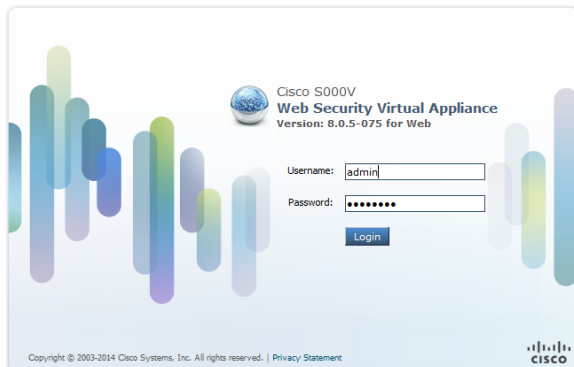 Cisco S000V
Web Security Virtual Appliance
Version: 8.0.5-075 for Web
Username: admin
Password: ••••••••
Login
Copyright © 2003-2014 Cisco Systems, Inc. All rights reserved. | Privacy Statement
CISCO